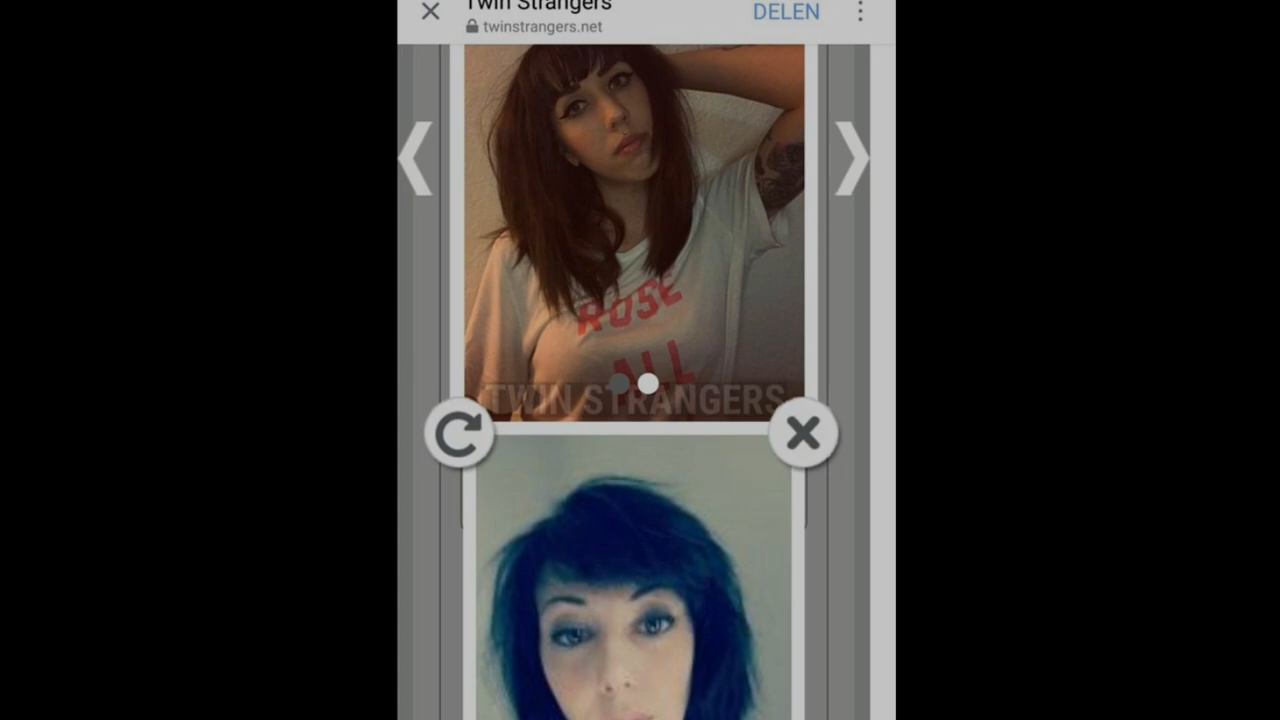 Twin Strangers
DELEN
twinstrangers.net
ROSE
ALL
TWIN STRANGERS